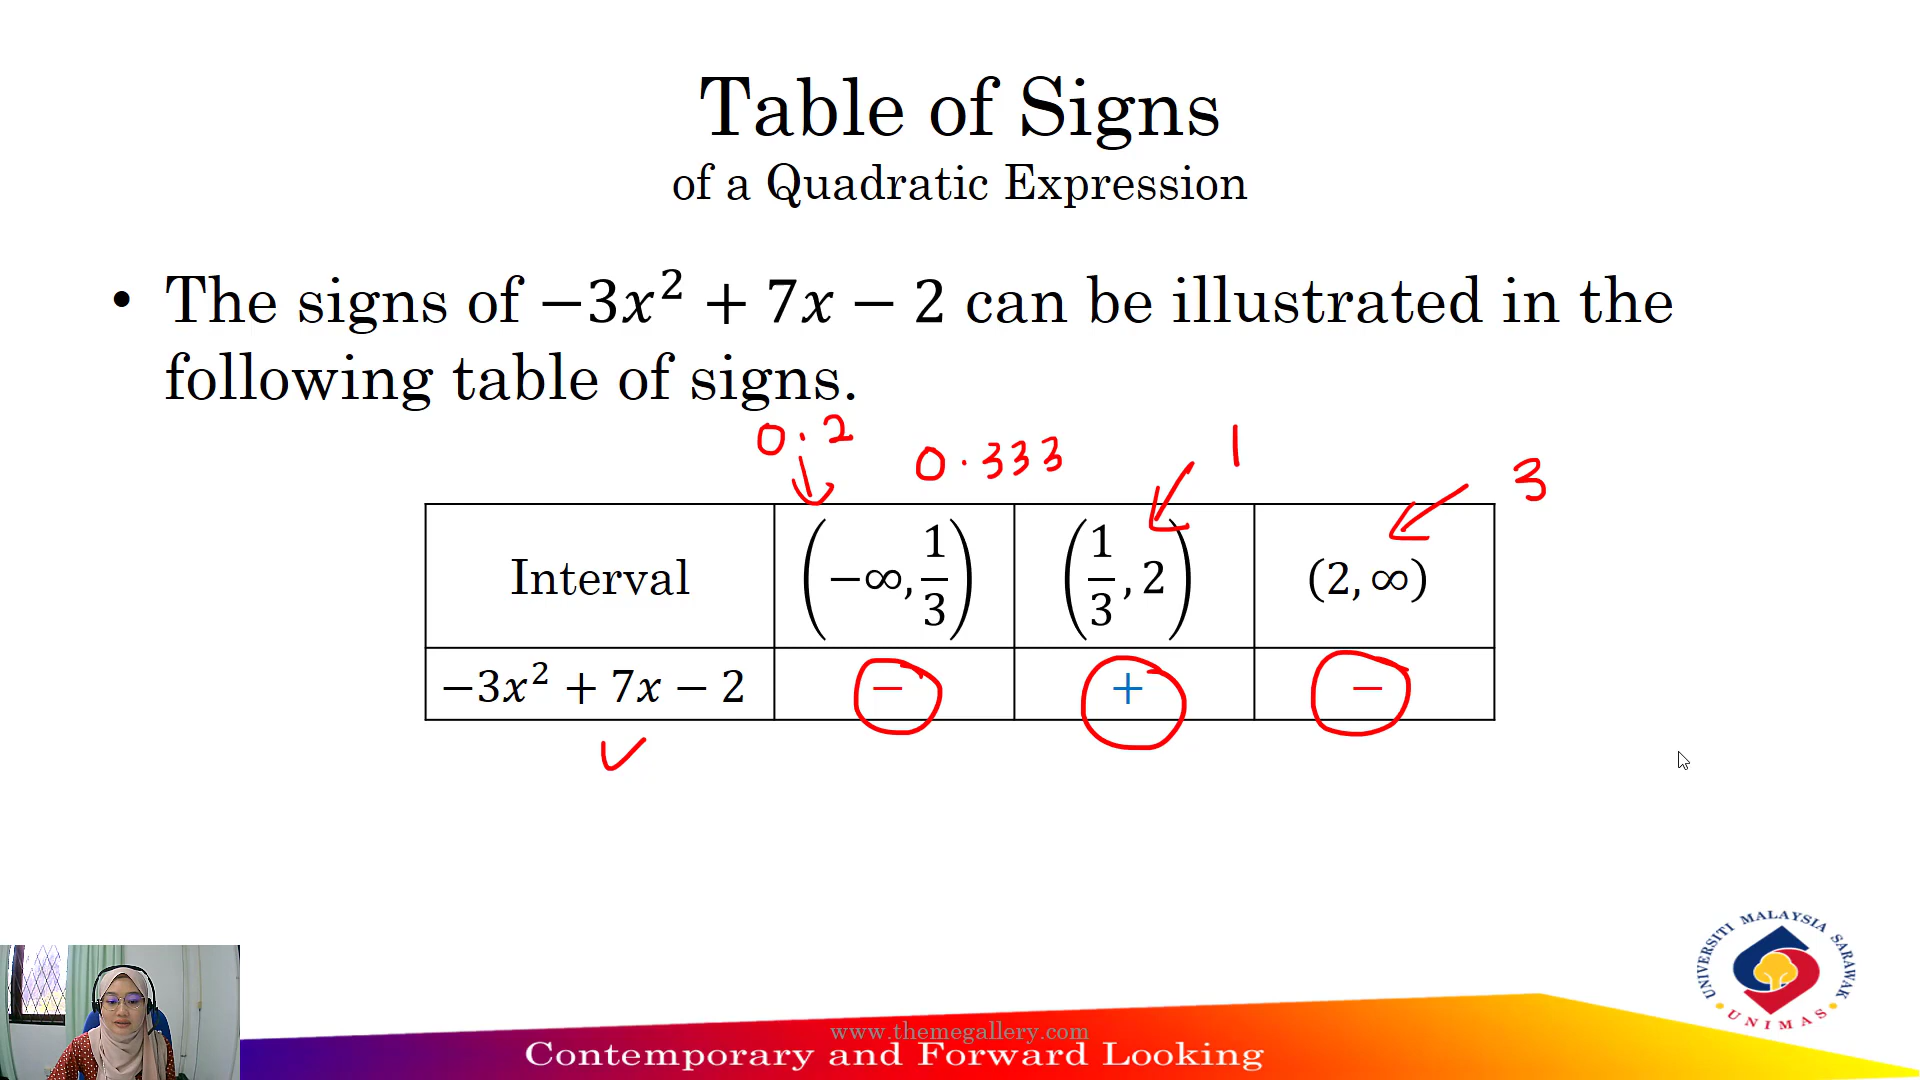 Table of Signs
of a Quadratic Expression
• The signs of −3x² + 7x − 2 can be illustrated in the
following table of signs.
0.2
0.333
1
3
Interval (−∞, 1/3) (1/3, 2) (2, ∞)
−3x² + 7x − 2 − + −
✓
UNIVERSITI MALAYSIA SARAWAK
UNIMAS
www.themegallery.com
Contemporary and Forward Looking